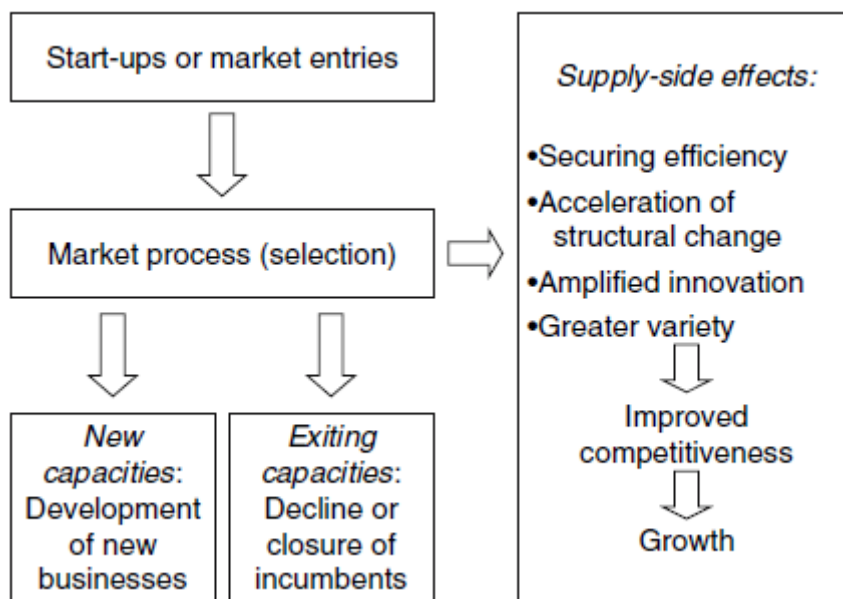 Start-ups or market entries
Market process (selection)
New
capacities:
Development
of new
businesses
Exiting
capacities:
Decline or
closure of
incumbents
Supply-side effects:
•Securing efficiency
•Acceleration of
structural change
•Amplified innovation
•Greater variety
Improved
competitiveness
Growth